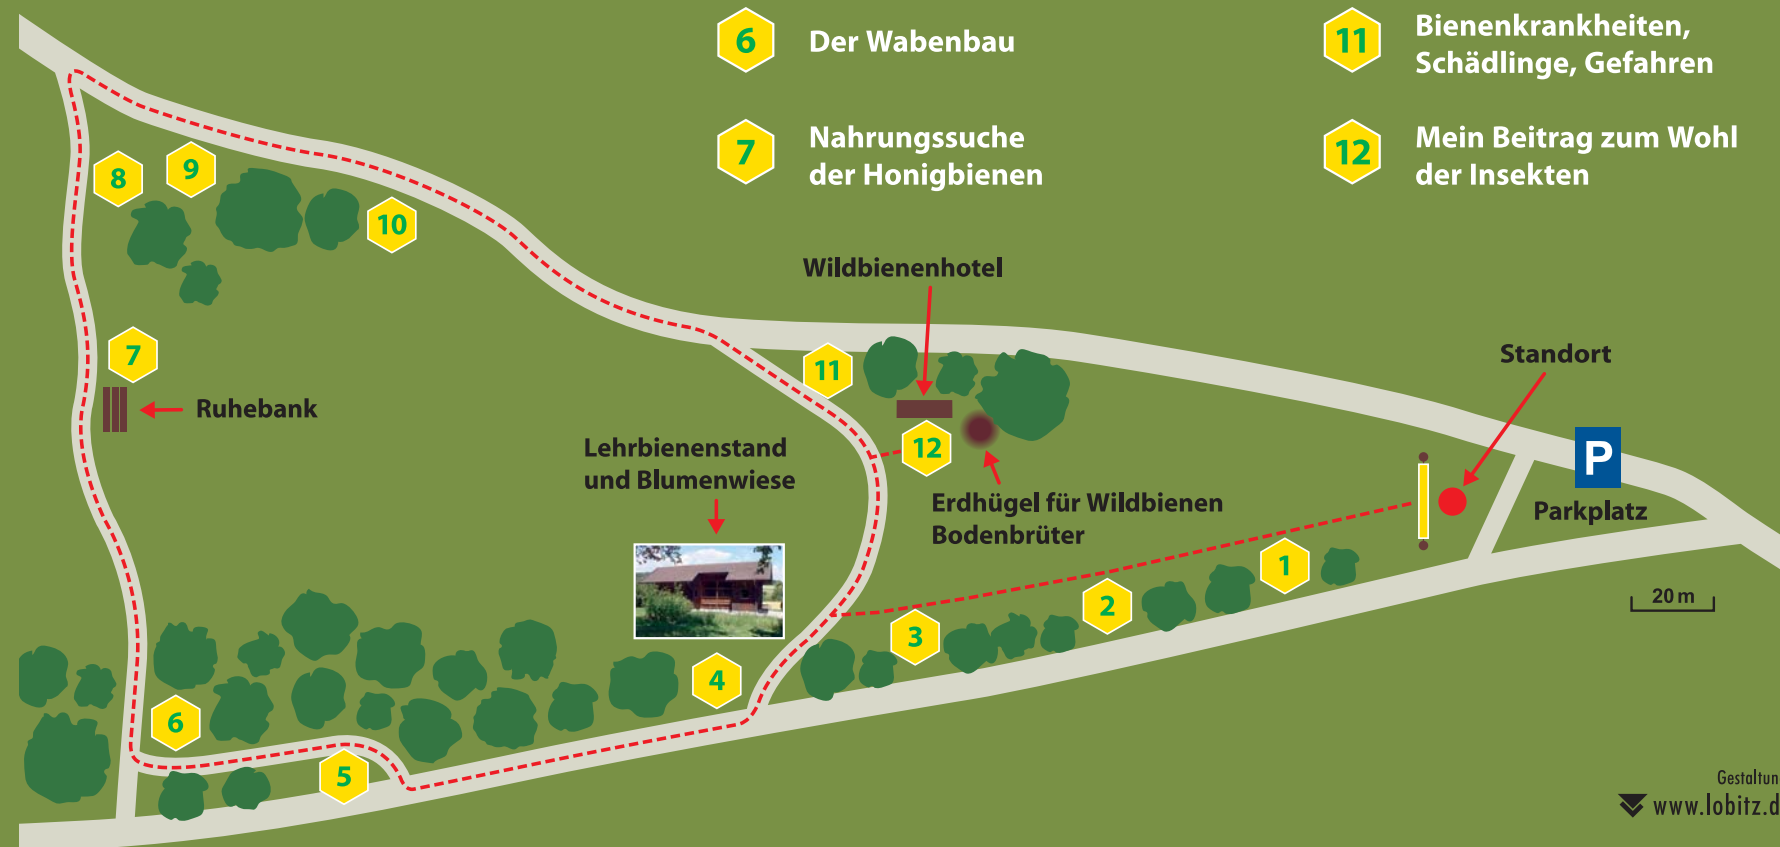 6
Der Wabenbau
11
Bienenkrankheiten,
Schädlinge, Gefahren
7
Nahrungssuche
der Honigbienen
12
Mein Beitrag zum Wohl
der Insekten
8
9
10
Wildbienenhotel
7
Ruhebank
11
Standort
12
P
Parkplatz
Lehrbienenstand
und Blumenwiese
Erdhügel für Wildbienen
Bodenbrüter
1
2
3
20 m
4
6
5
Gestaltun
www.lobitz.d